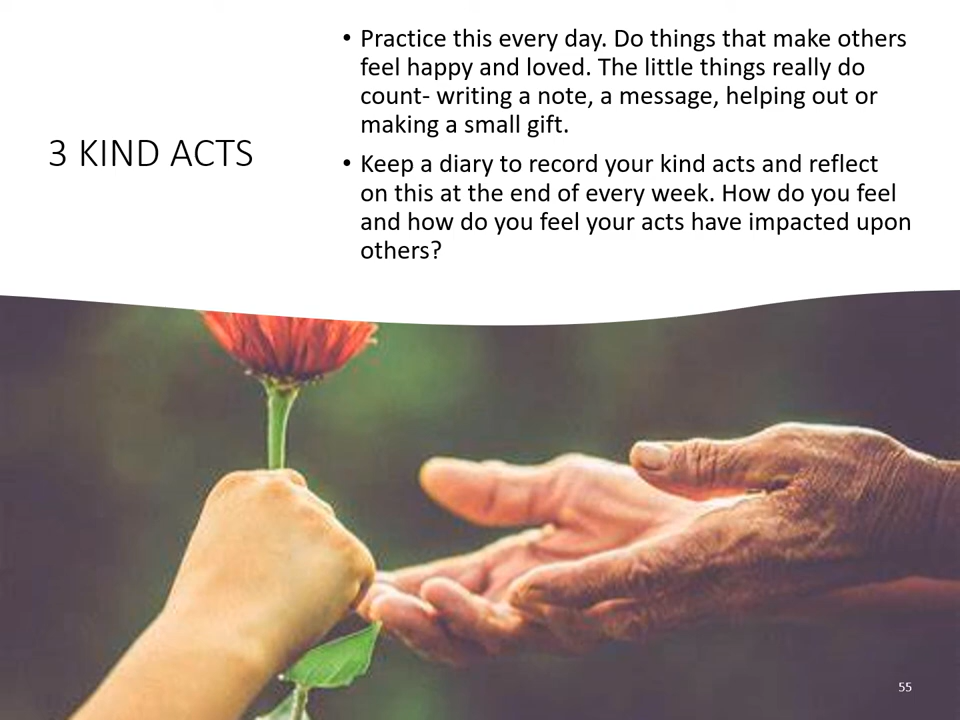 3 KIND ACTS
• Practice this every day. Do things that make others
feel happy and loved. The little things really do
count- writing a note, a message, helping out or
making a small gift.
• Keep a diary to record your kind acts and reflect
on this at the end of every week. How do you feel
and how do you feel your acts have impacted upon
others?
55